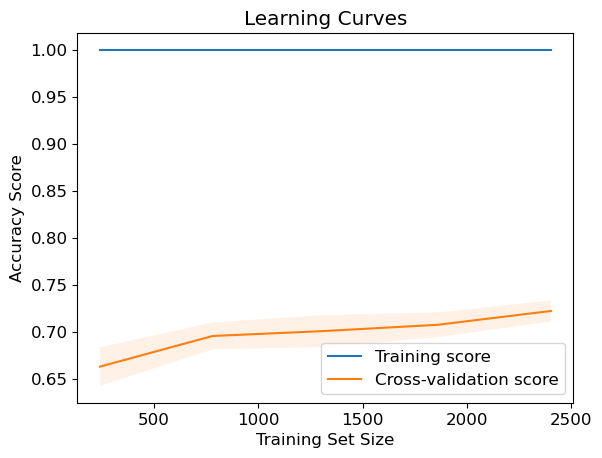 Learning Curves
1.00
0.95
0.90
0.85
0.80
0.75
0.70
0.65
Accuracy Score
Training score
Cross-validation score
500
1000
1500
2000
2500
Training Set Size